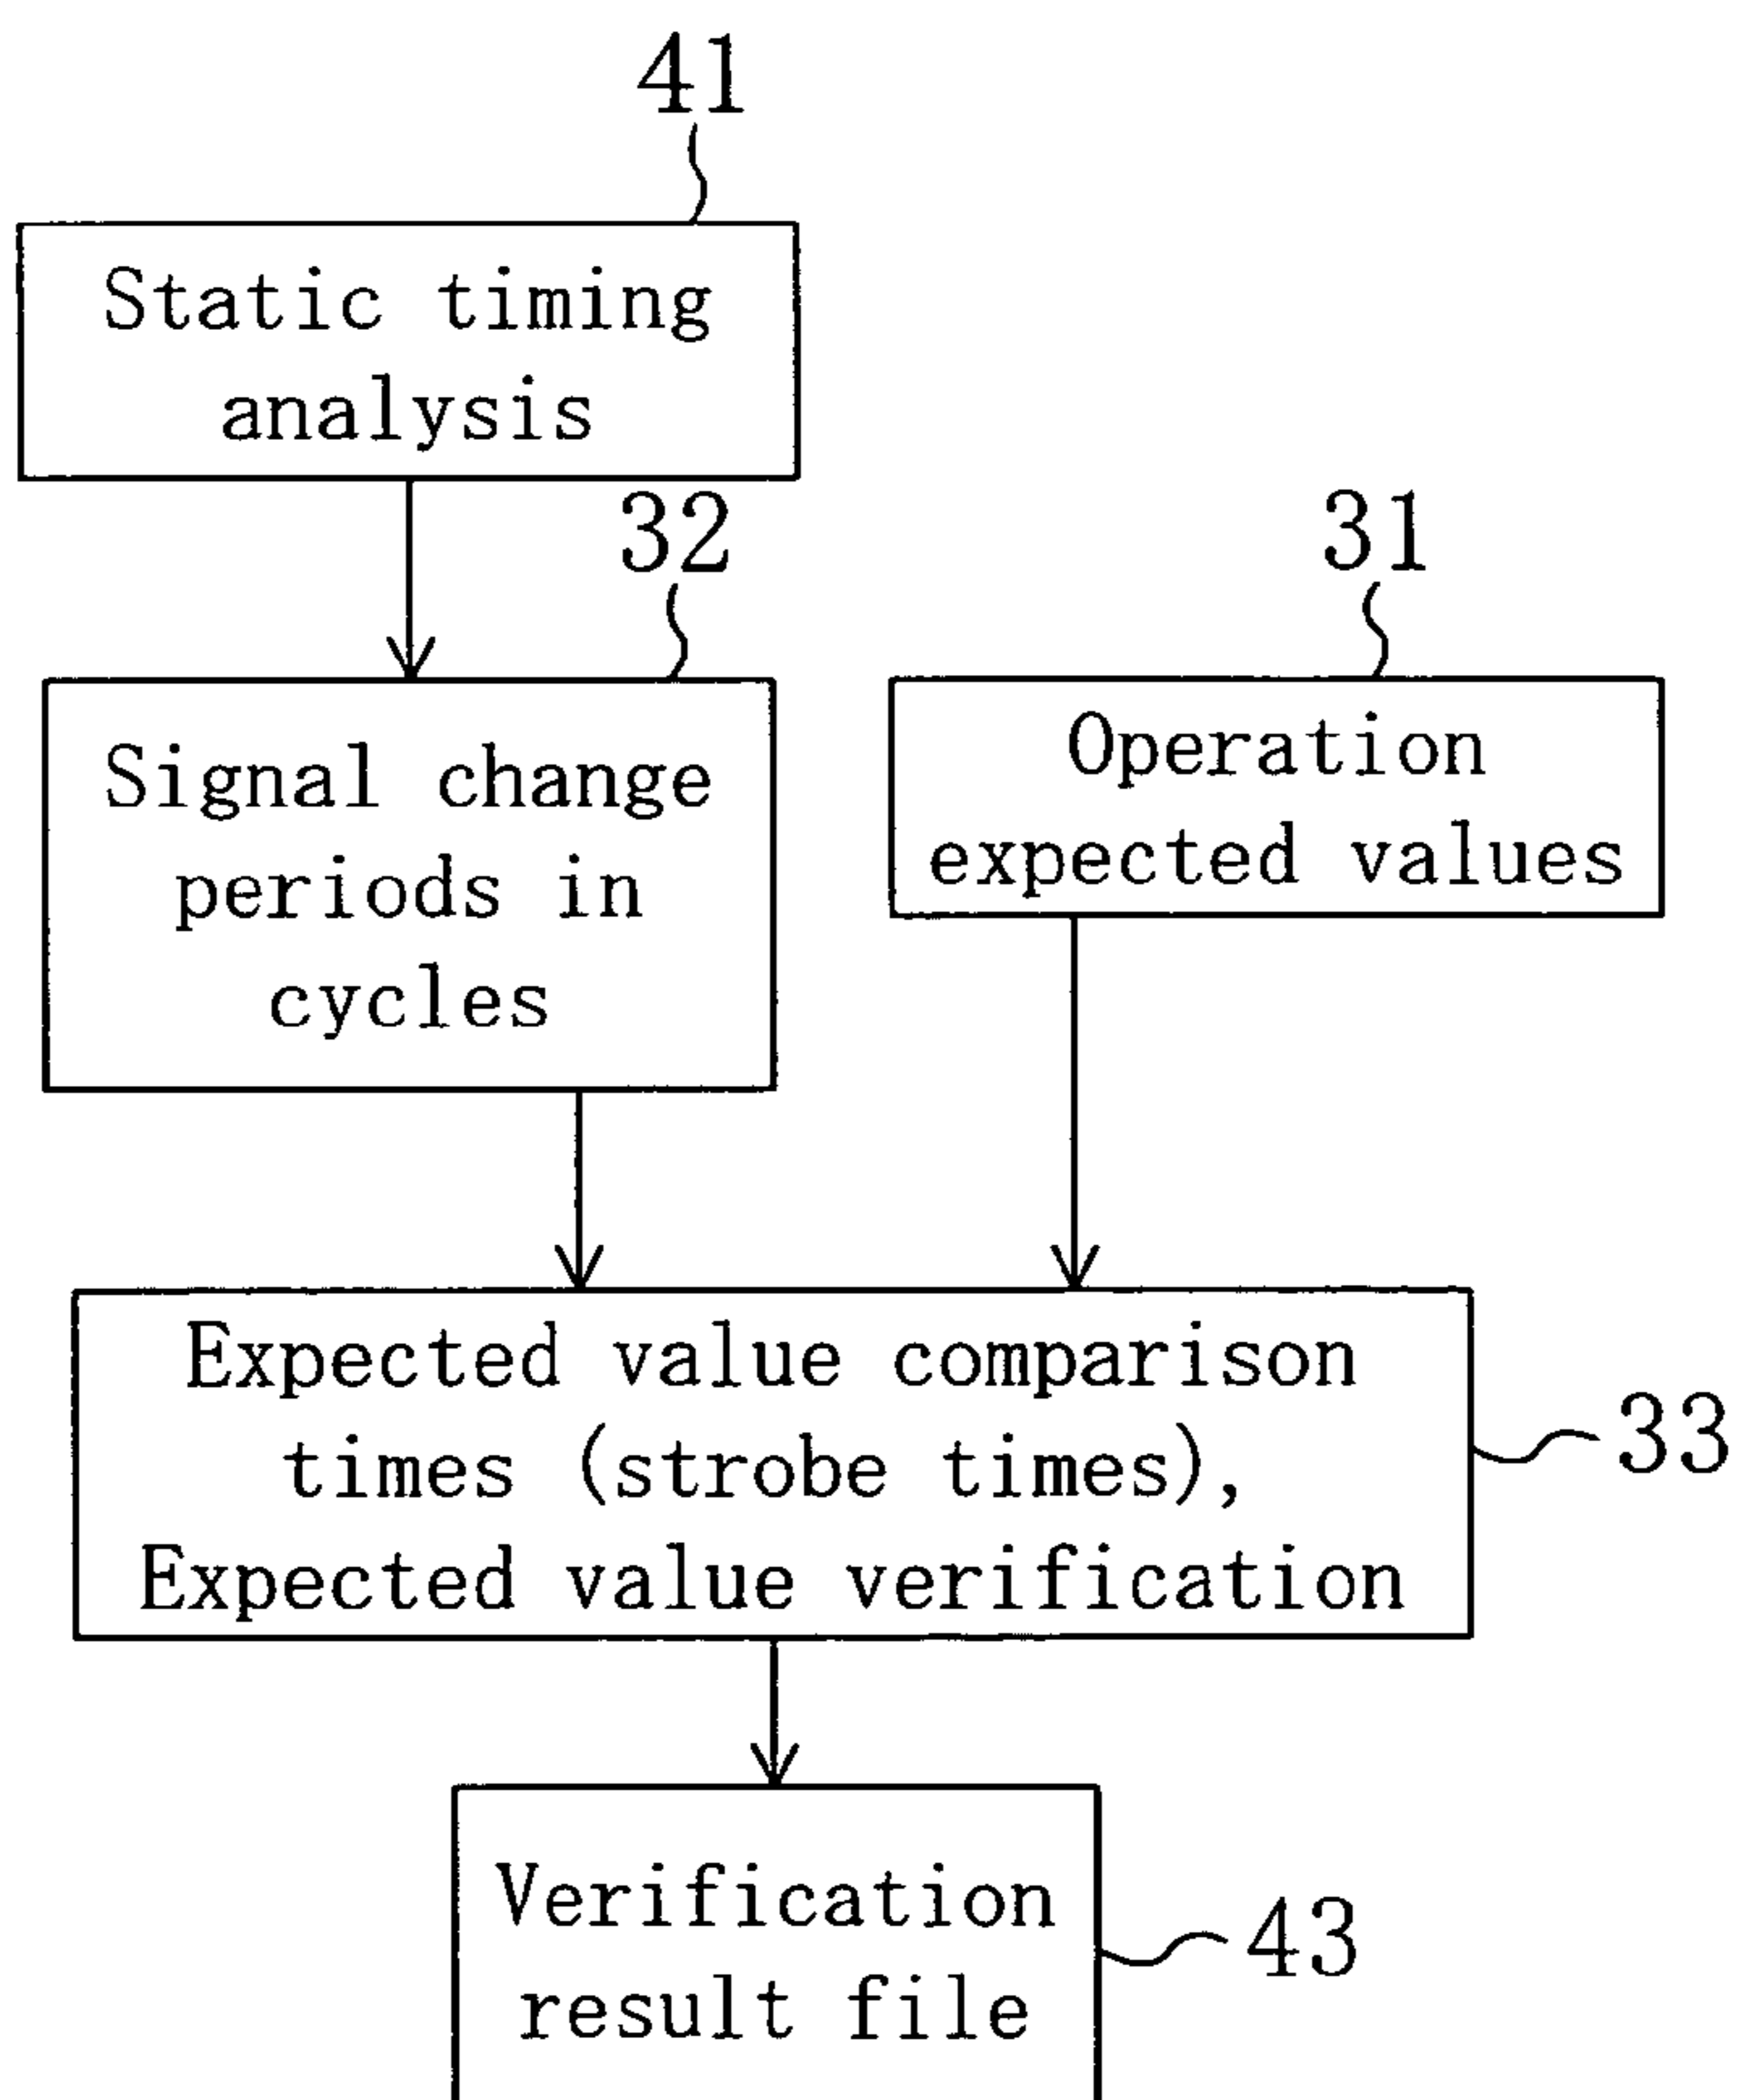 41
Static timing
analysis
32
31
Signal change
periods in
cycles
Operation
expected values
Expected value comparison
times (strobe times),
Expected value verification
33
Verification
result file
43